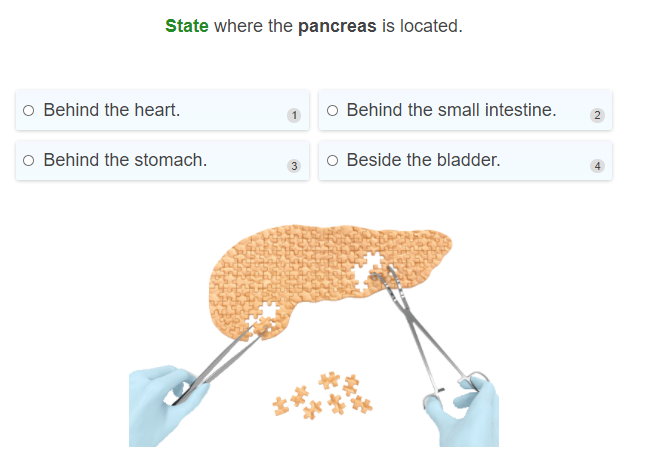 State where the pancreas is located.
Behind the heart. 1
Behind the small intestine. 2
Behind the stomach. 3
Beside the bladder. 4